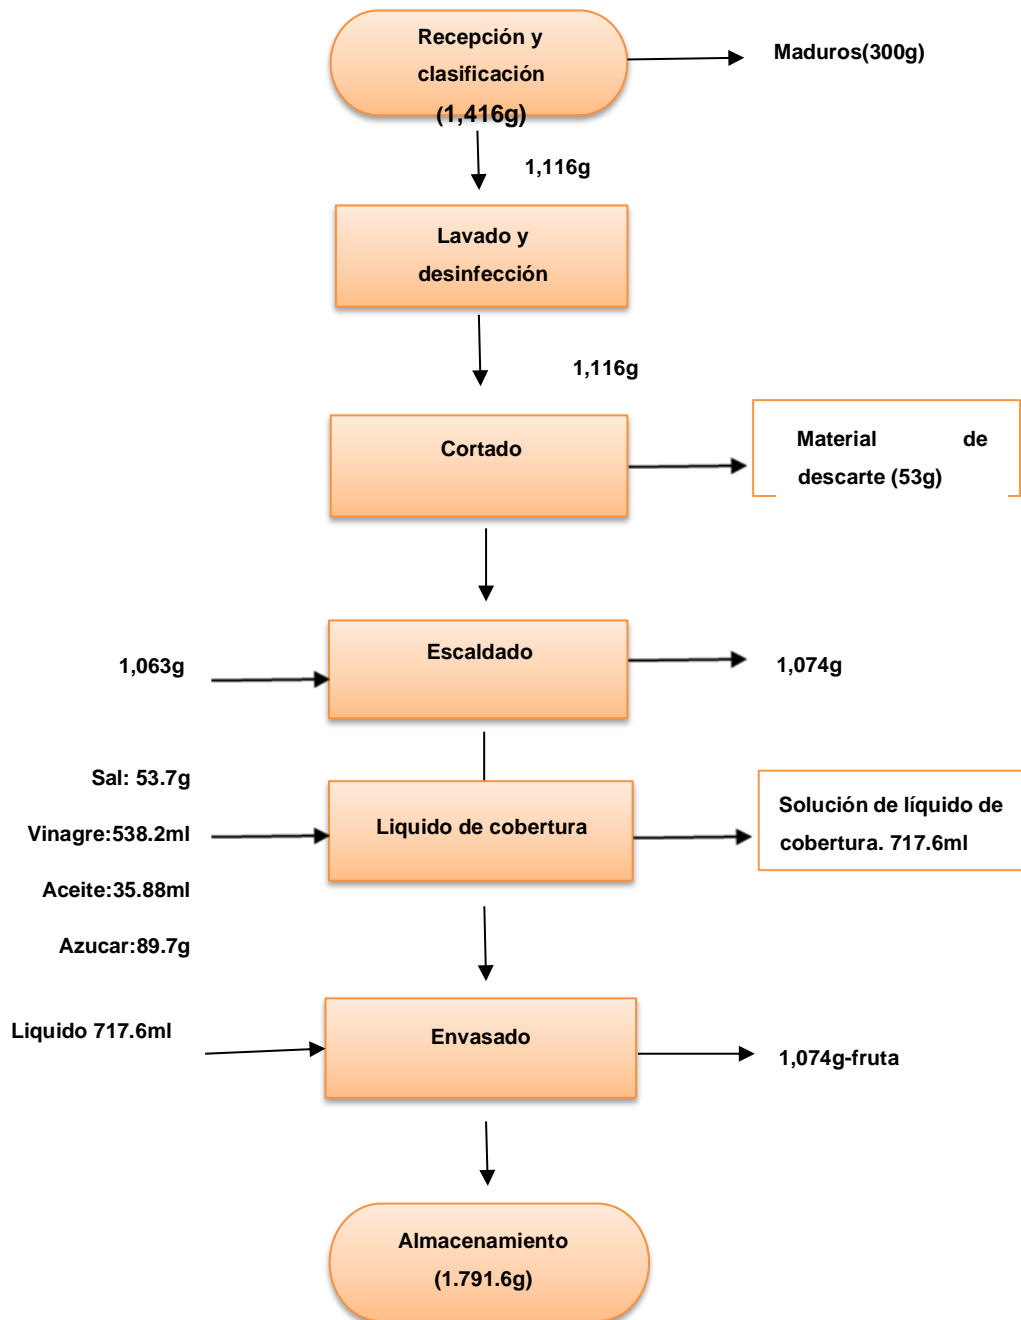 Recepción y
clasificación
(1,416g)
Maduros(300g)
1,116g
Lavado y
desinfección
1,116g
Cortado
Material de
descarte (53g)
1,063g
Escaldado
1,074g
Sal: 53.7g
Vinagre:538.2ml
Aceite:35.88ml
Azucar:89.7g
Liquido de cobertura
Solución de líquido de
cobertura. 717.6ml
Liquido 717.6ml
Envasado
1,074g-fruta
Almacenamiento
(1.791.6g)